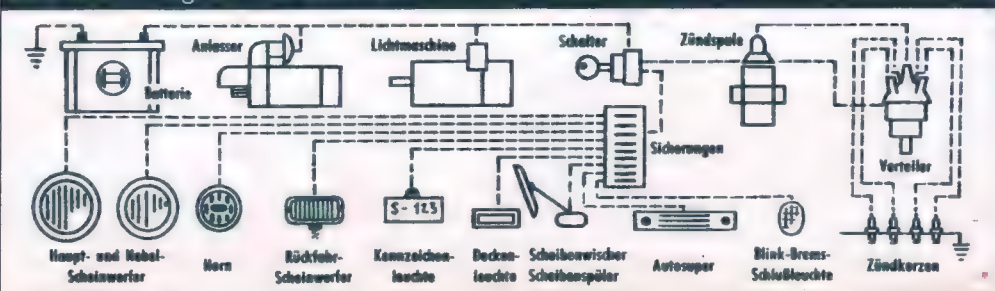 Anlasser
Lichtmaschine
Schalter
Zündspule
Batterie
Sicherungen
Verteiler
S-123
Haupt- und Nebel-
Scheinwerfer
Horn
Rückfahr-
Scheinwerfer
Kennzeichen-
leuchte
Decken-
leuchte
Scheibenwischer
Scheibenspüler
Autosuper
Blink-Brems-
Schlußleuchte
Zündkerzen